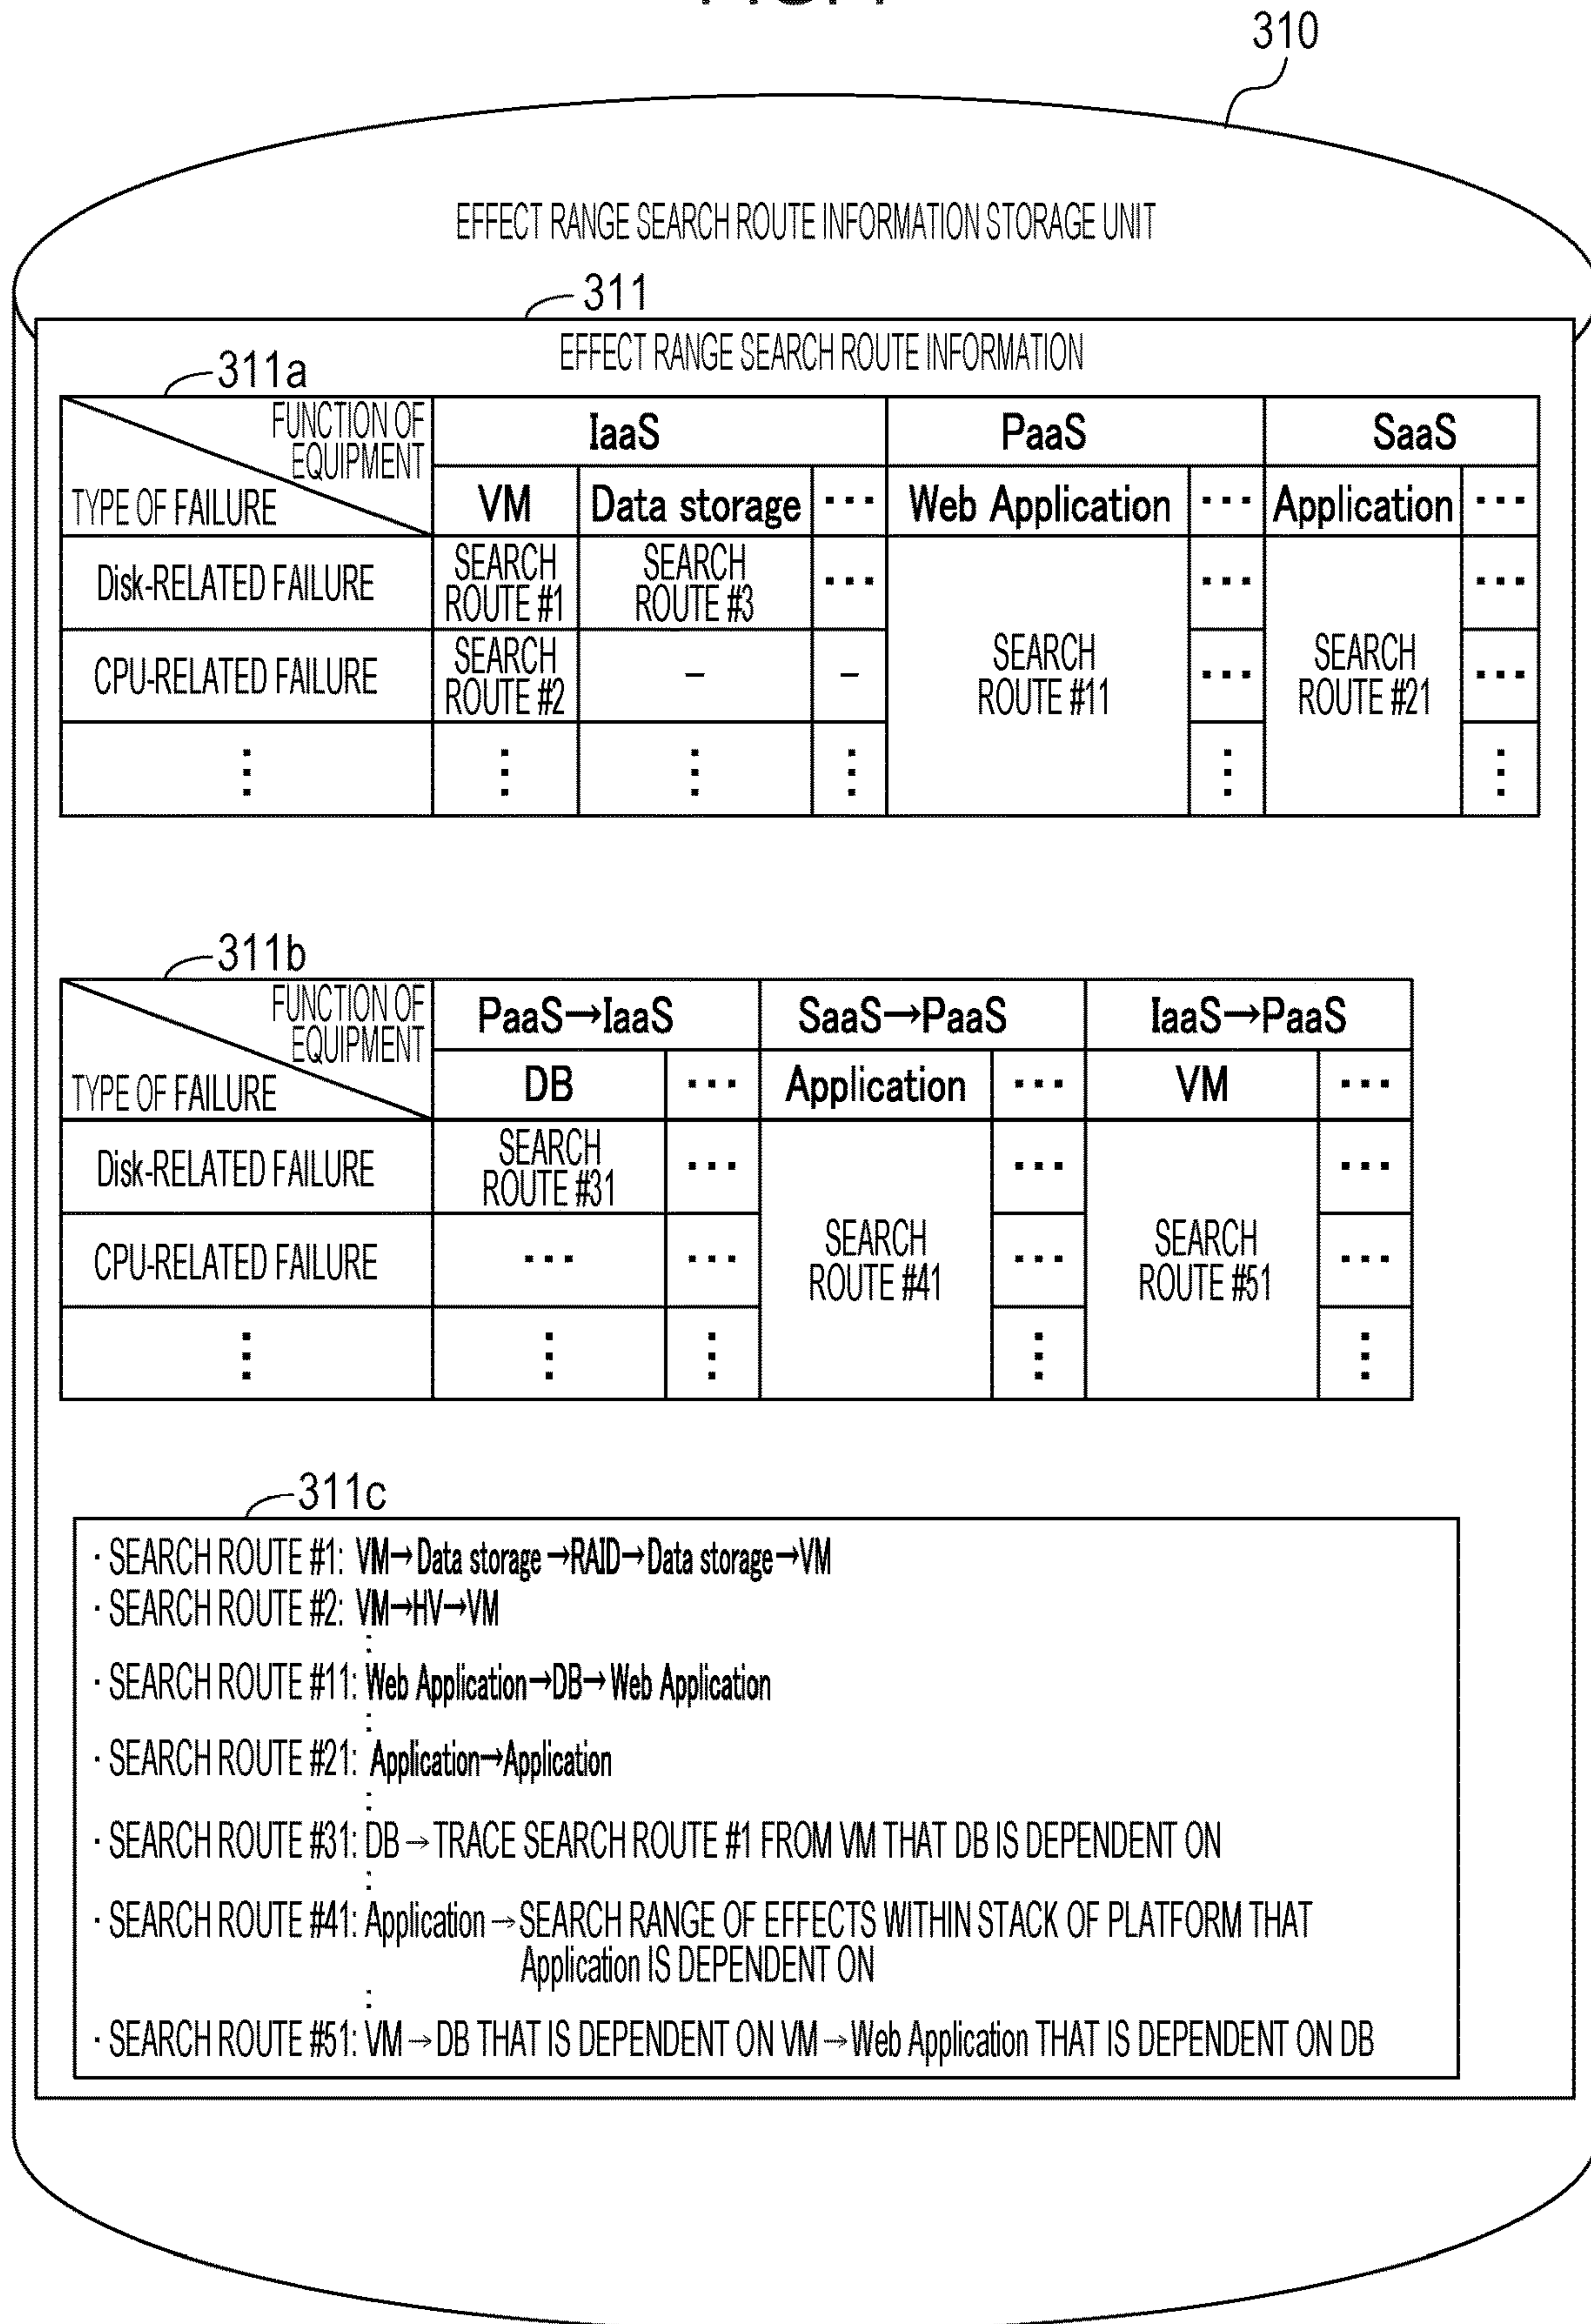 310
EFFECT RANGE SEARCH ROUTE INFORMATION STORAGE UNIT
311
EFFECT RANGE SEARCH ROUTE INFORMATION
311a
FUNCTION OF EQUIPMENT
TYPE OF FAILURE
IaaS PaaS SaaS
VM Data storage ··· Web Application ··· Application ···
Disk-RELATED FAILURE SEARCH ROUTE #1 SEARCH ROUTE #3 ··· SEARCH ROUTE #11 ··· SEARCH ROUTE #21 ···
CPU-RELATED FAILURE SEARCH ROUTE #2 – – ··· ···
⋮ ⋮ ⋮ ⋮ ⋮ ⋮
311b
FUNCTION OF EQUIPMENT
TYPE OF FAILURE
PaaS→IaaS SaaS→PaaS IaaS→PaaS
DB ··· Application ··· VM ···
Disk-RELATED FAILURE SEARCH ROUTE #31 ··· SEARCH ROUTE #41 ··· SEARCH ROUTE #51 ···
CPU-RELATED FAILURE ··· ··· ··· ···
⋮ ⋮ ⋮ ⋮ ⋮
311c
· SEARCH ROUTE #1: VM→Data storage→RAID→Data storage→VM
· SEARCH ROUTE #2: VM→HV→VM
⋮
· SEARCH ROUTE #11: Web Application→DB→Web Application
⋮
· SEARCH ROUTE #21: Application→Application
⋮
· SEARCH ROUTE #31: DB→TRACE SEARCH ROUTE #1 FROM VM THAT DB IS DEPENDENT ON
⋮
· SEARCH ROUTE #41: Application→SEARCH RANGE OF EFFECTS WITHIN STACK OF PLATFORM THAT
Application IS DEPENDENT ON
⋮
· SEARCH ROUTE #51: VM→DB THAT IS DEPENDENT ON VM→Web Application THAT IS DEPENDENT ON DB